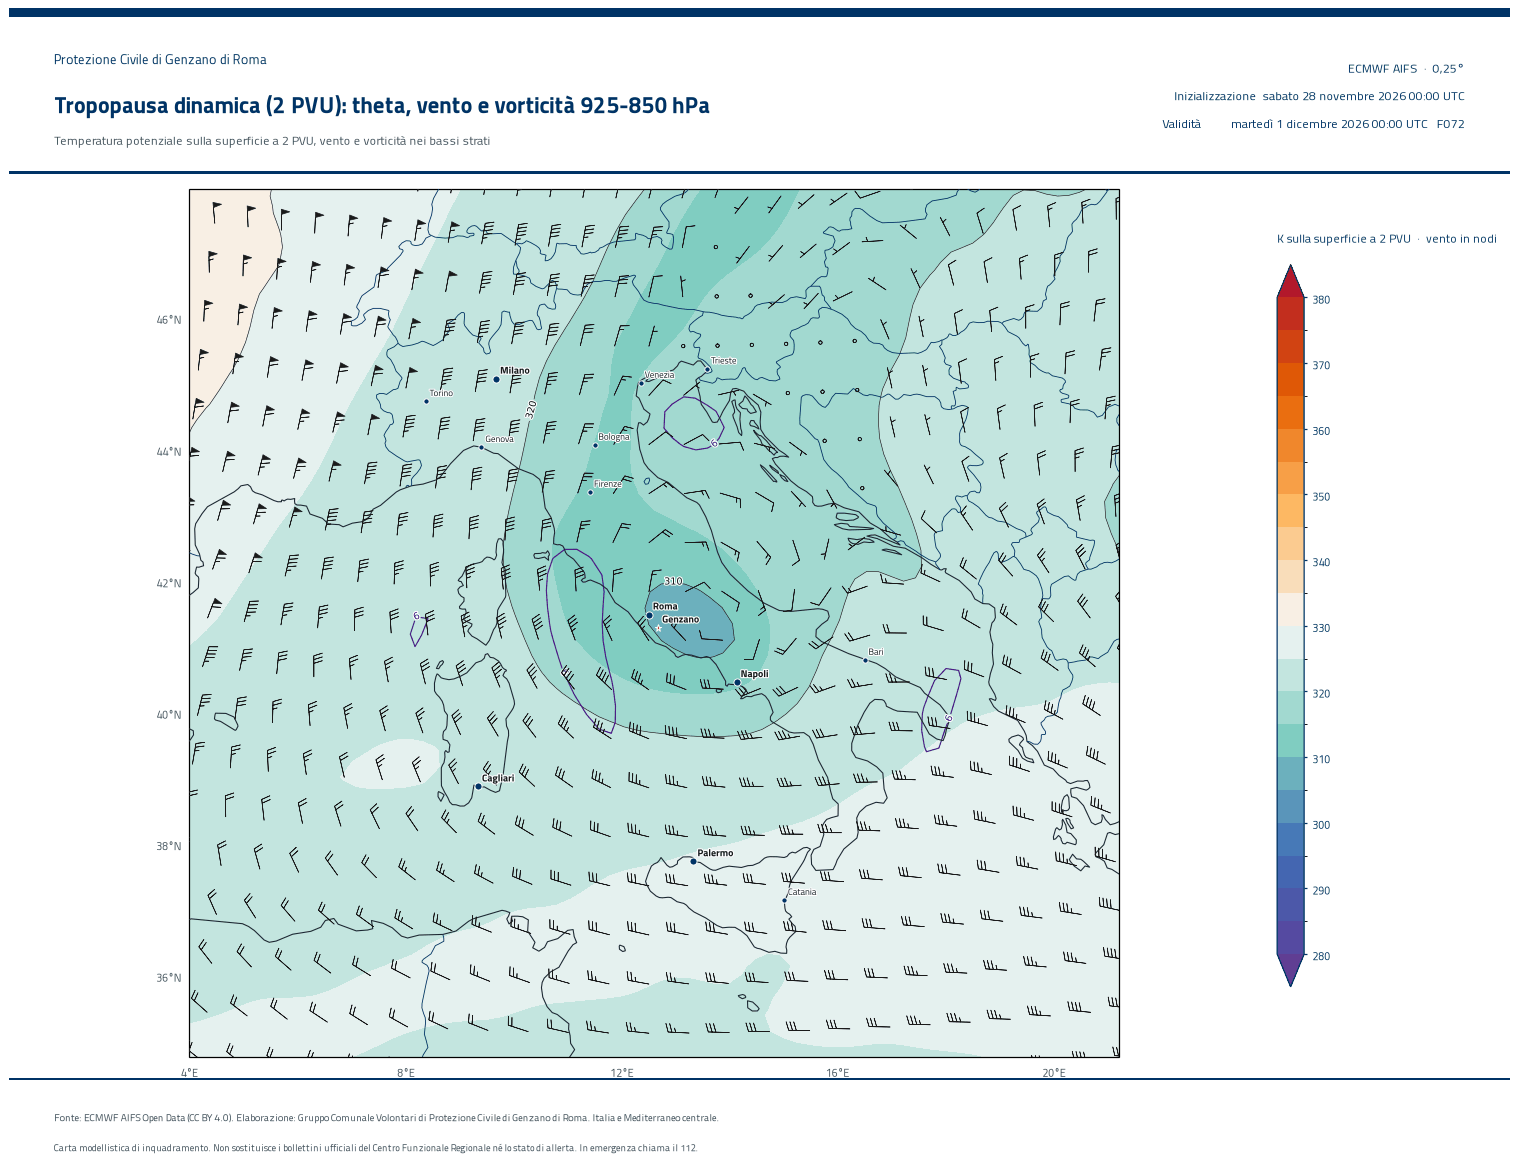 Protezione Civile di Genzano di Roma
Tropopausa dinamica (2 PVU): theta, vento e vorticità 925-850 hPa
Temperatura potenziale sulla superficie a 2 PVU, vento e vorticità nei bassi strati
ECMWF AIFS · 0,25°
Inizializzazione sabato 28 novembre 2026 00:00 UTC
Validità martedì 1 dicembre 2026 00:00 UTC F072
K sulla superficie a 2 PVU · vento in nodi
380
370
360
350
340
330
320
310
300
290
280
46°N
44°N
42°N
40°N
38°N
36°N
4°E
8°E
12°E
16°E
20°E
Trieste
Venezia
Milano
Torino
320
Genova
Bologna
6
Firenze
310
Roma
Genzano
6
Bari
Napoli
6
Cagliari
Palermo
Catania
Fonte: ECMWF AIFS Open Data (CC BY 4.0). Elaborazione: Gruppo Comunale Volontari di Protezione Civile di Genzano di Roma. Italia e Mediterraneo centrale.
Carta modellistica di inquadramento. Non sostituisce i bollettini ufficiali del Centro Funzionale Regionale né lo stato di allerta. In emergenza chiama il 112.